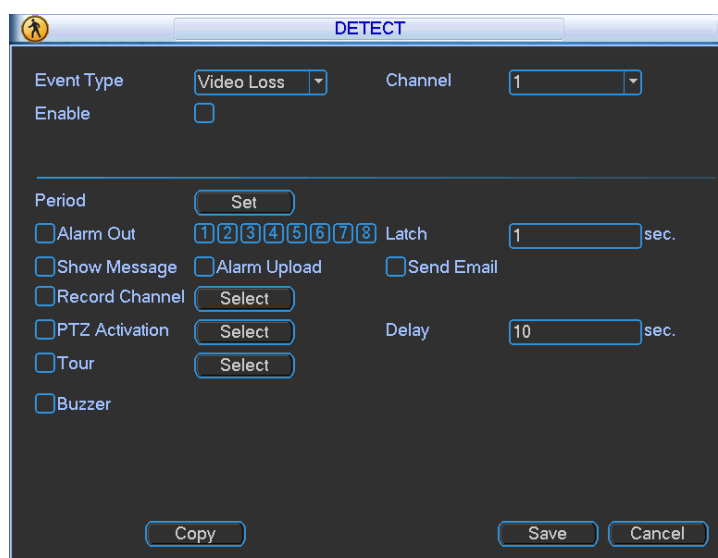 DETECT
Event Type Video Loss Channel 1
Enable
Period Set
Alarm Out 1 2 3 4 5 6 7 8 Latch 1 sec.
Show Message Alarm Upload Send Email
Record Channel Select
PTZ Activation Select Delay 10 sec.
Tour Select
Buzzer
Copy Save Cancel